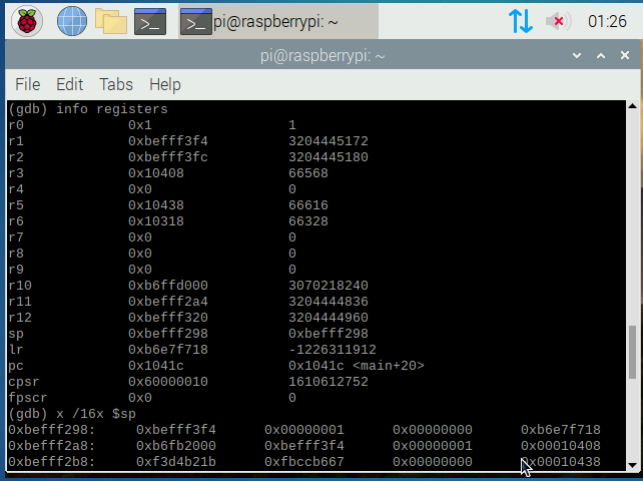 pi@raspberrypi: ~ 01:26
pi@raspberrypi: ~
File Edit Tabs Help
(gdb) info registers
r0 0x1 1
r1 0xbefff3f4 3204445172
r2 0xbefff3fc 3204445180
r3 0x10408 66568
r4 0x0 0
r5 0x10438 66616
r6 0x10318 66328
r7 0x0 0
r8 0x0 0
r9 0x0 0
r10 0xb6ffd000 3070218240
r11 0xbefff2a4 3204444836
r12 0xbefff320 3204444960
sp 0xbefff298 0xbefff298
lr 0xb6e7f718 -1226311912
pc 0x1041c 0x1041c <main+20>
cpsr 0x60000010 1610612752
fpscr 0x0 0
(gdb) x /16x $sp
0xbefff298: 0xbefff3f4 0x00000001 0x00000000 0xb6e7f718
0xbefff2a8: 0xb6fb2000 0xbefff3f4 0x00000001 0x00010408
0xbefff2b8: 0xf3d4b21b 0xfbccb667 0x00000000 0x00010438